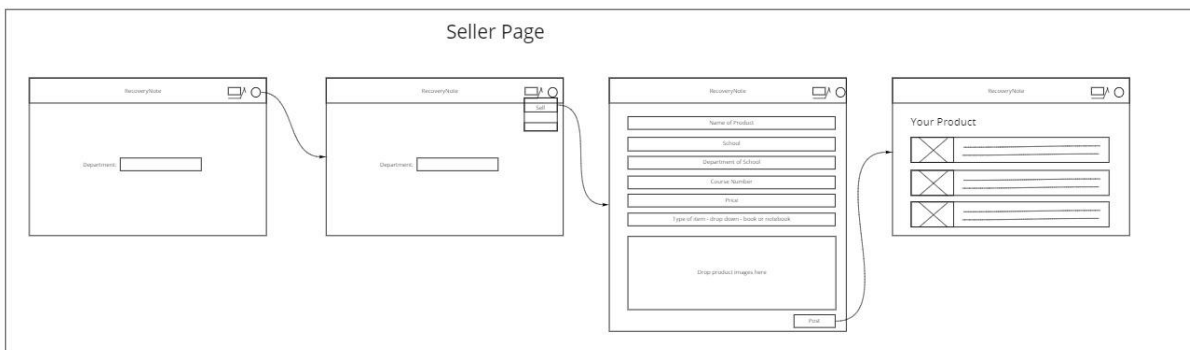 Seller Page
RecoveryNote
Department:
RecoveryNote
Sell
Department:
RecoveryNote
Name of Product
School
Department of School
Course Number
Price
Type of item - drop down - book or notebook
Drop product images here
Post
RecoveryNote
Your Product